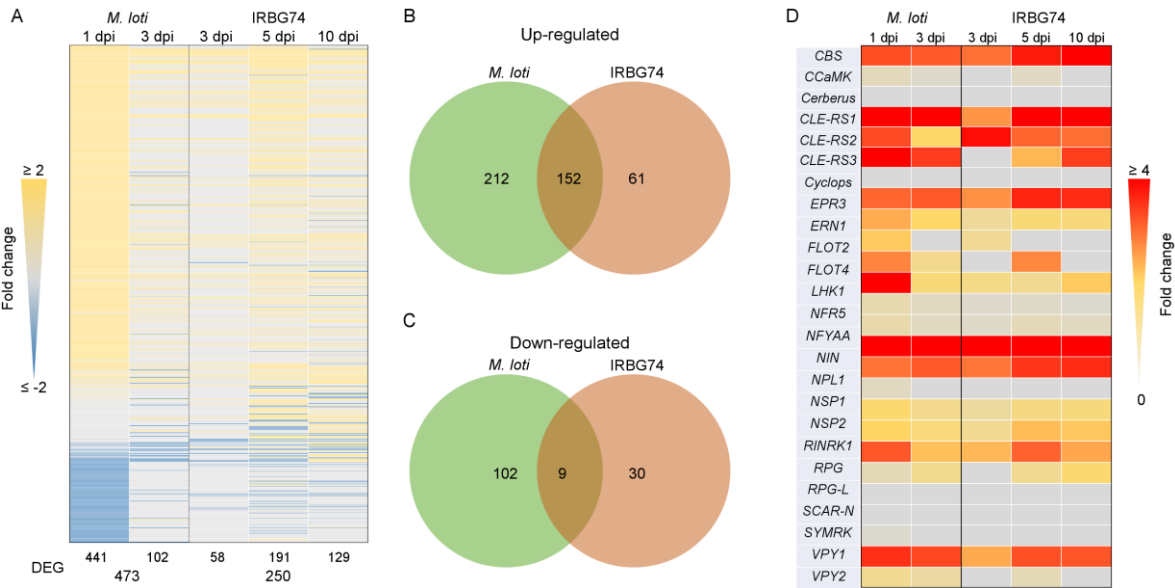 A
M. loti
IRBG74
1 dpi 3 dpi 3 dpi 5 dpi 10 dpi
≥ 2
Fold change
≤ -2
DEG
441 102 58 191 129
473 250
B
Up-regulated
M. loti
IRBG74
212 152 61
C
Down-regulated
M. loti
IRBG74
102 9 30
D
M. loti
IRBG74
1 dpi 3 dpi 3 dpi 5 dpi 10 dpi
CBS
CCaMK
Cerberus
CLE-RS1
CLE-RS2
CLE-RS3
Cyclops
EPR3
ERN1
FLOT2
FLOT4
LHK1
NFR5
NFYAA
NIN
NPL1
NSP1
NSP2
RINRK1
RPG
RPG-L
SCAR-N
SYMRK
VPY1
VPY2
≥ 4
Fold change
0